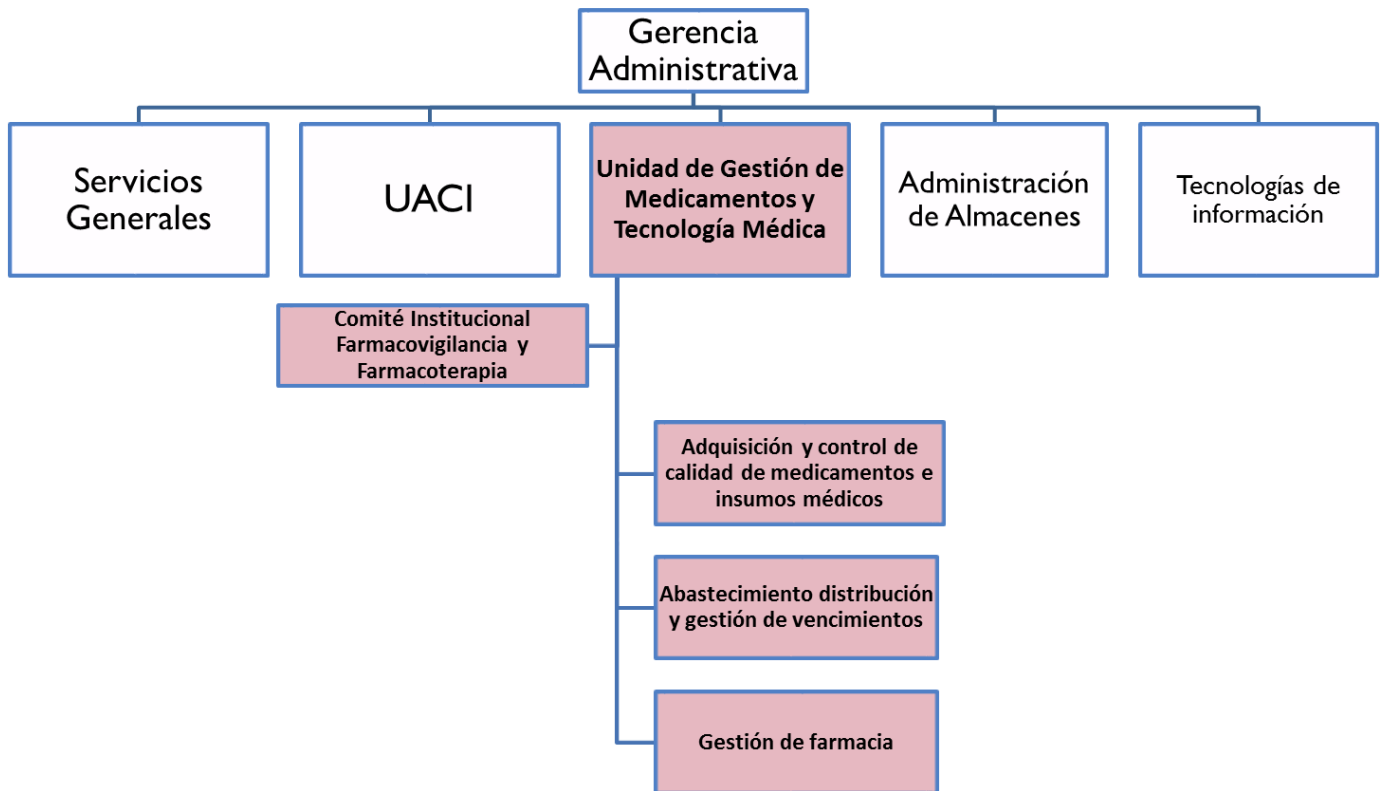 Gerencia
Administrativa
Servicios
Generales
UACI
Unidad de Gestión de
Medicamentos y
Tecnología Médica
Administración
de Almacenes
Tecnologías de
información
Comité Institucional
Farmacovigilancia y
Farmacoterapia
Adquisición y control de
calidad de medicamentos e
insumos médicos
Abastecimiento distribución
y gestión de vencimientos
Gestión de farmacia